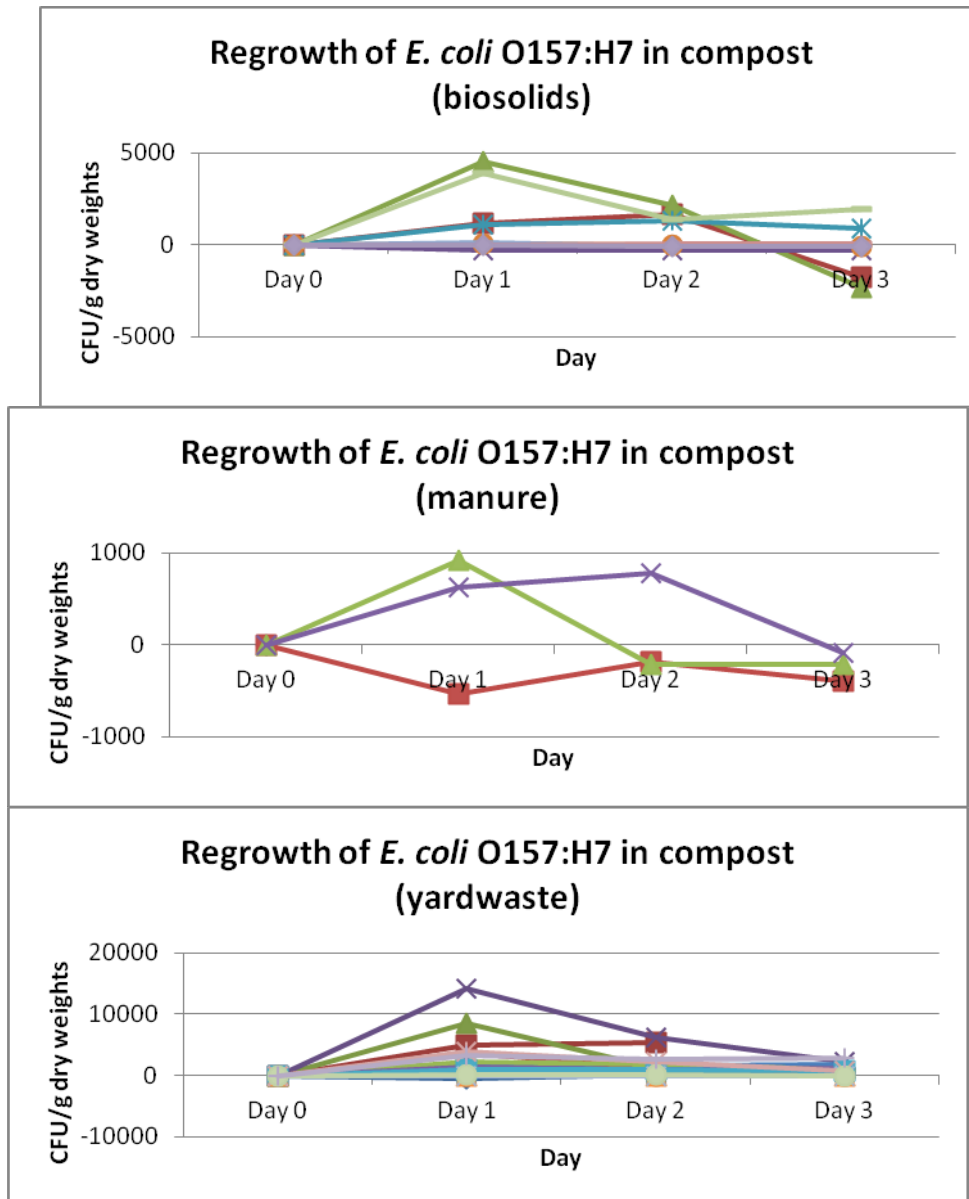 Regrowth of E. coli O157:H7 in compost
(biosolids)
CFU/g dry weights
5000
0
-5000
Day 0 Day 1 Day 2 Day 3
Day
Regrowth of E. coli O157:H7 in compost
(manure)
CFU/g dry weights
1000
0
-1000
Day 0 Day 1 Day 2 Day 3
Day
Regrowth of E. coli O157:H7 in compost
(yardwaste)
CFU/g dry weights
20000
10000
0
-10000
Day 0 Day 1 Day 2 Day 3
Day